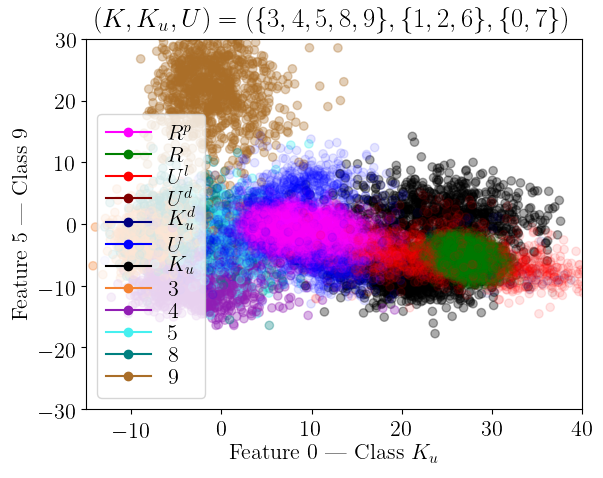 (K, K_u, U) = ({3, 4, 5, 8, 9}, {1, 2, 6}, {0, 7})
30
20
10
0
−10
−20
−30
Feature 5 — Class 9
R^p
R
U^l
U^d
K_u^d
U
K_u
3
4
5
8
9
−10
0
10
20
30
40
Feature 0 — Class K_u